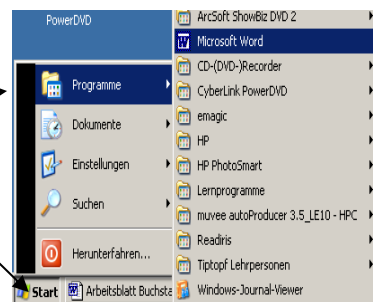 PowerDVD
Programme
Dokumente
Einstellungen
Suchen
Herunterfahren...
Start
Arbeitsblatt Buchsta
ArcSoft ShowBiz DVD 2
Microsoft Word
CD-(DVD-)Recorder
CyberLink PowerDVD
emagic
HP
HP PhotoSmart
Lernprogramme
muvee autoProducer 3.5_LE10 - HPC
Readiris
Tiptopf Lehrpersonen
Windows-Journal-Viewer